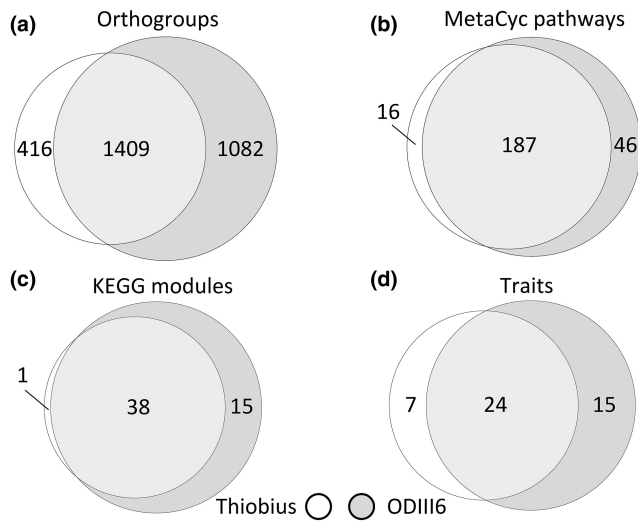 (a) Orthogroups
416 1409 1082
(b) MetaCyc pathways
16
187 46
(c) KEGG modules
1
38 15
(d) Traits
7 24 15
Thiobius ODIII6